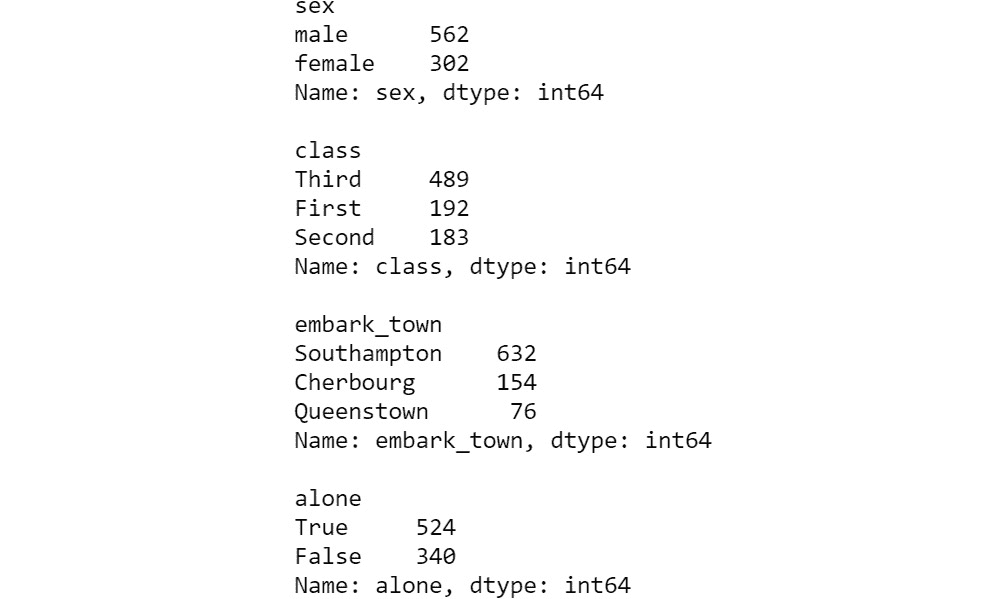 sex
male      562
female    302
Name: sex, dtype: int64
class
Third     489
First     192
Second    183
Name: class, dtype: int64
embark_town
Southampton    632
Cherbourg      154
Queenstown      76
Name: embark_town, dtype: int64
alone
True     524
False    340
Name: alone, dtype: int64